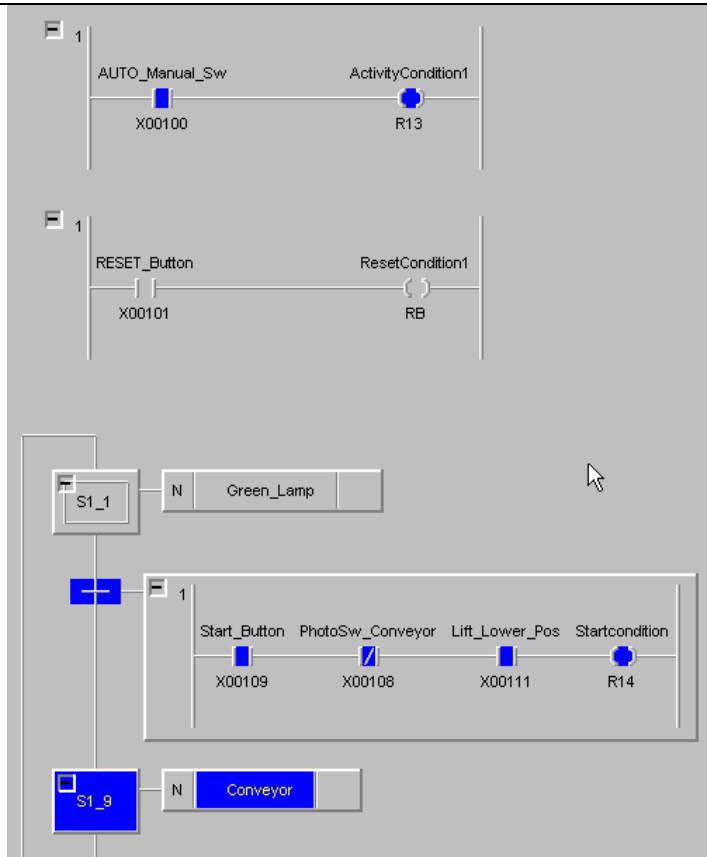 1
AUTO_Manual_Sw ActivityCondition1
X00100 R13
1
RESET_Button ResetCondition1
X00101 RB
S1_1 N Green_Lamp
1
Start_Button PhotoSw_Conveyor Lift_Lower_Pos Startcondition
X00109 X00108 X00111 R14
S1_9 N Conveyor